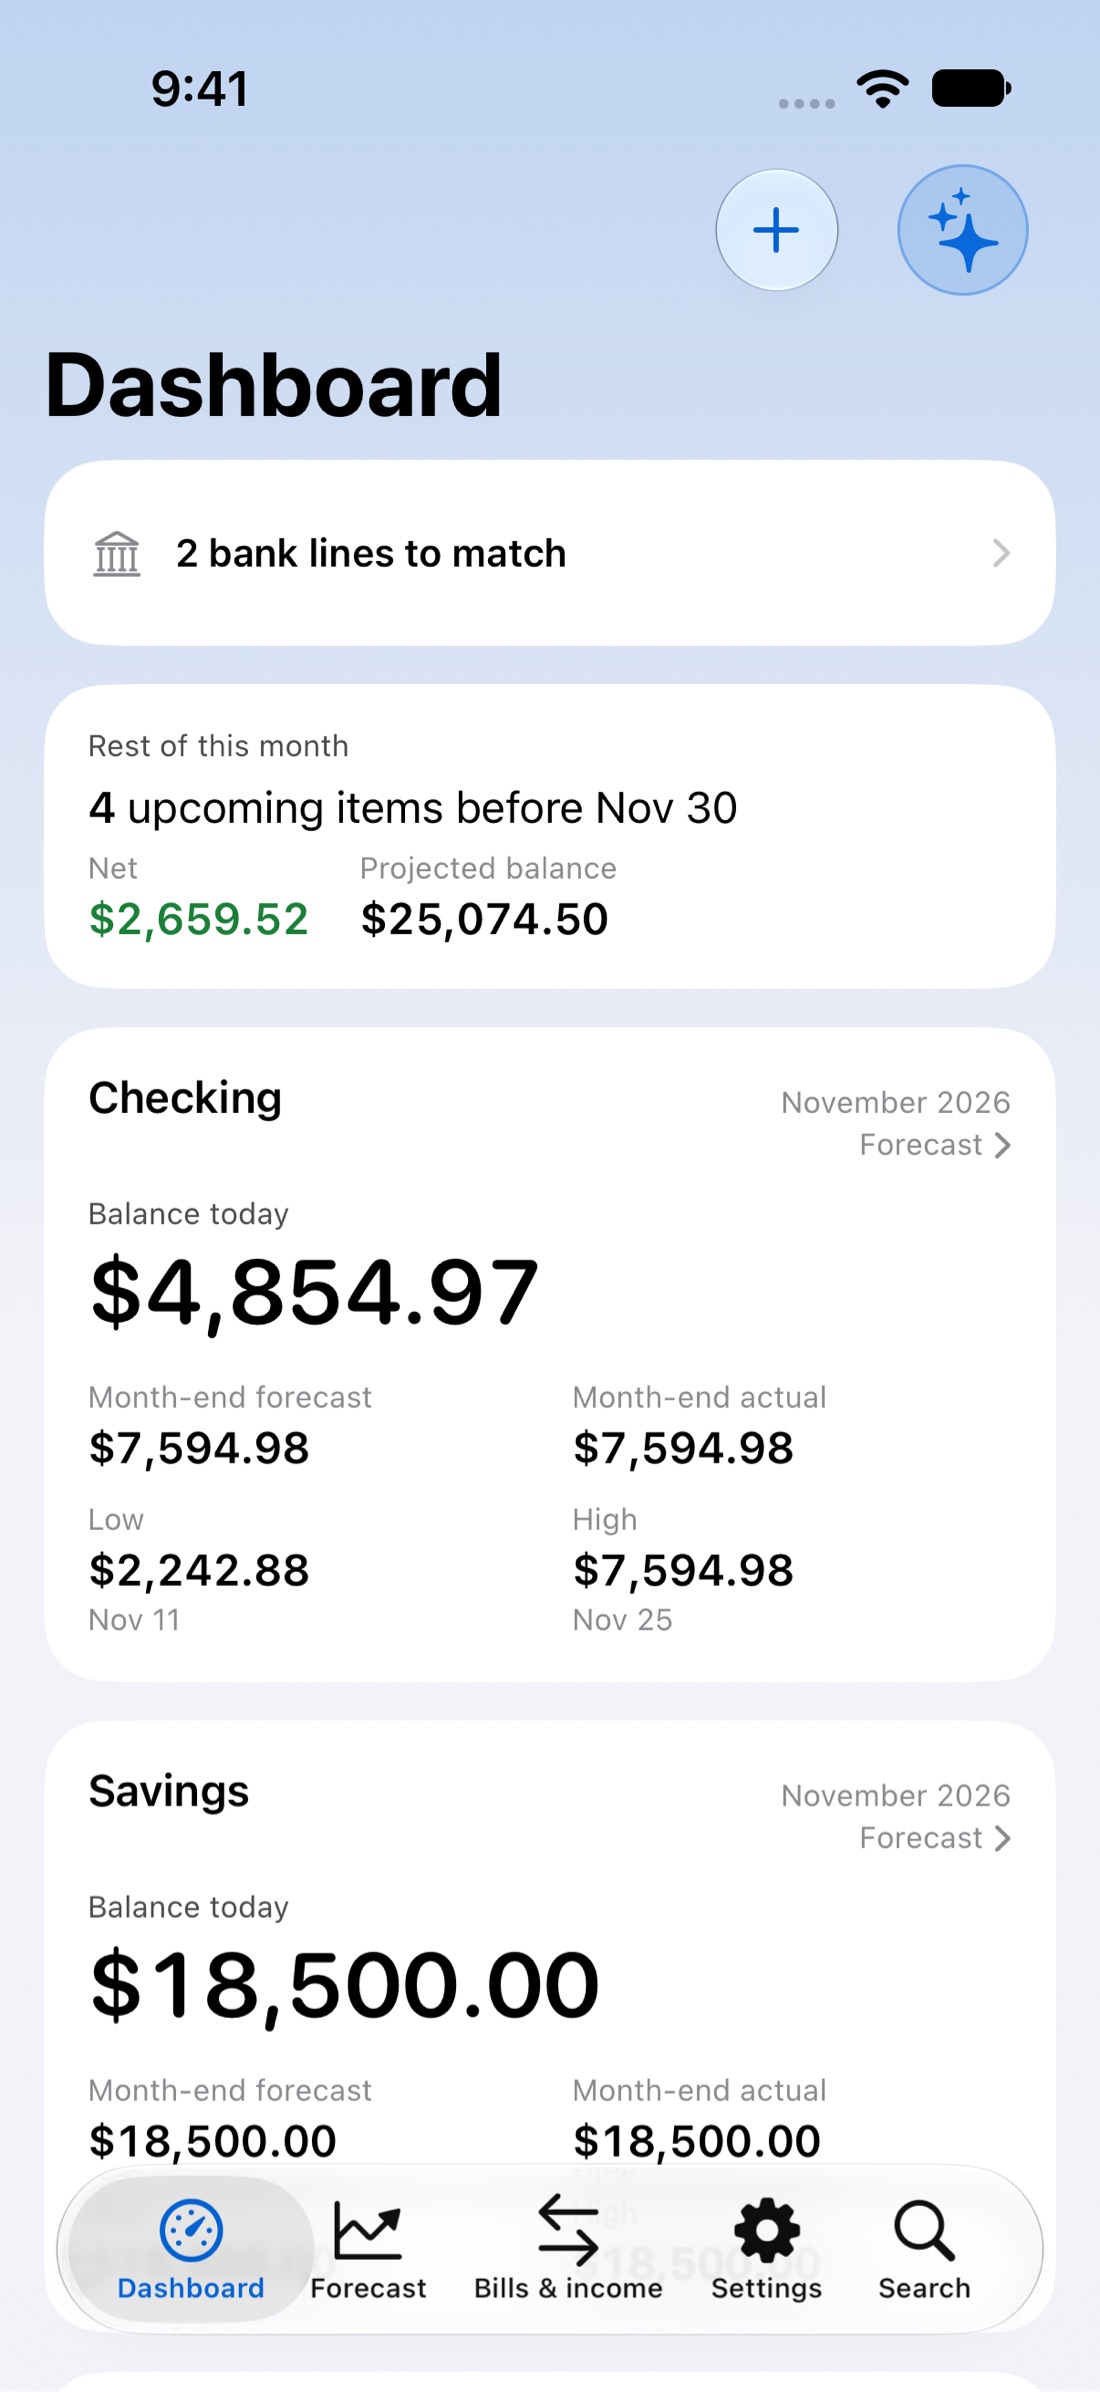 9:41
Dashboard
2 bank lines to match
Rest of this month
4 upcoming items before Nov 30
Net
Projected balance
$2,659.52
$25,074.50
Checking
November 2026
Forecast
Balance today
$4,854.97
Month-end forecast
Month-end actual
$7,594.98
$7,594.98
Low
High
$2,242.88
$7,594.98
Nov 11
Nov 25
Savings
November 2026
Forecast
Balance today
$18,500.00
Month-end forecast
Month-end actual
$18,500.00
$18,500.00
High
$18,500.00
Dashboard
Forecast
Bills & income
Settings
Search